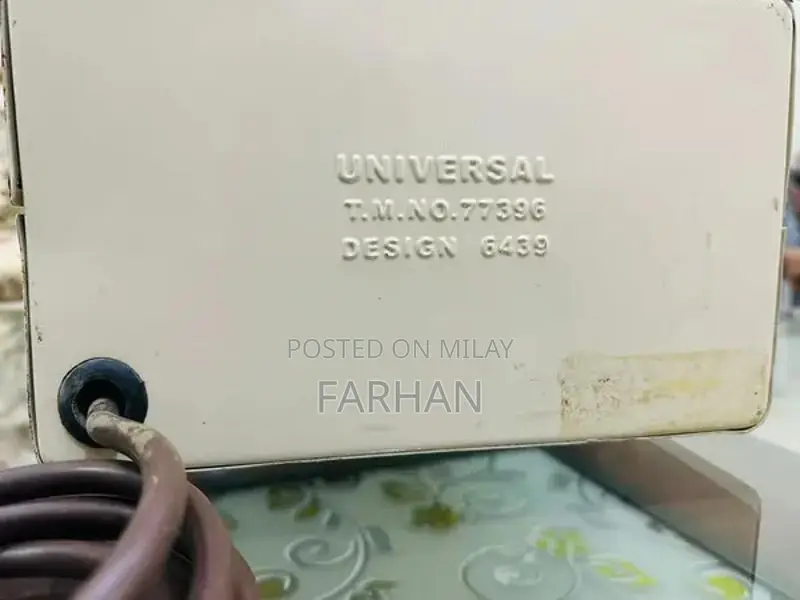 UNIVERSAL
T.M.NO.77396
DESIGN 6439
POSTED ON MILAY
FARHAN